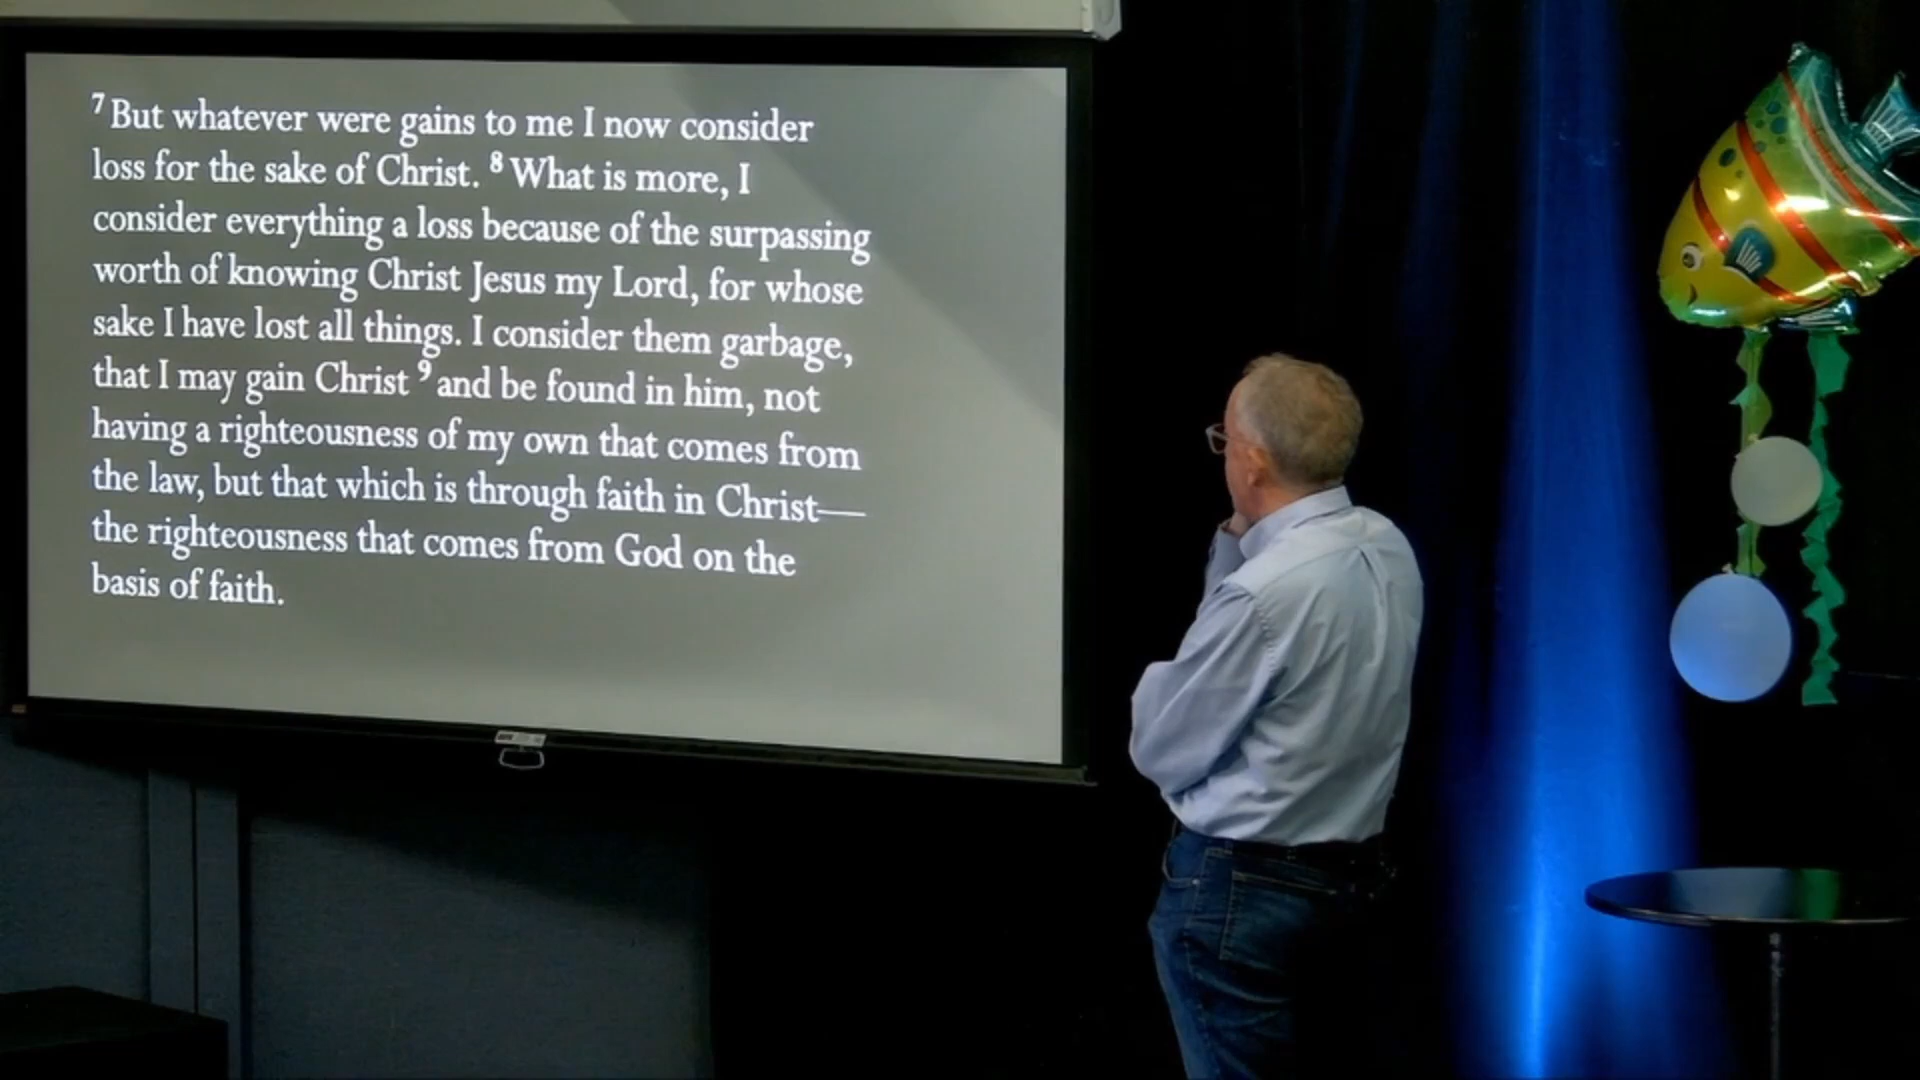 7 But whatever were gains to me I now consider
loss for the sake of Christ. 8 What is more, I
consider everything a loss because of the surpassing
worth of knowing Christ Jesus my Lord, for whose
sake I have lost all things. I consider them garbage,
that I may gain Christ 9 and be found in him, not
having a righteousness of my own that comes from
the law, but that which is through faith in Christ—
the righteousness that comes from God on the
basis of faith.